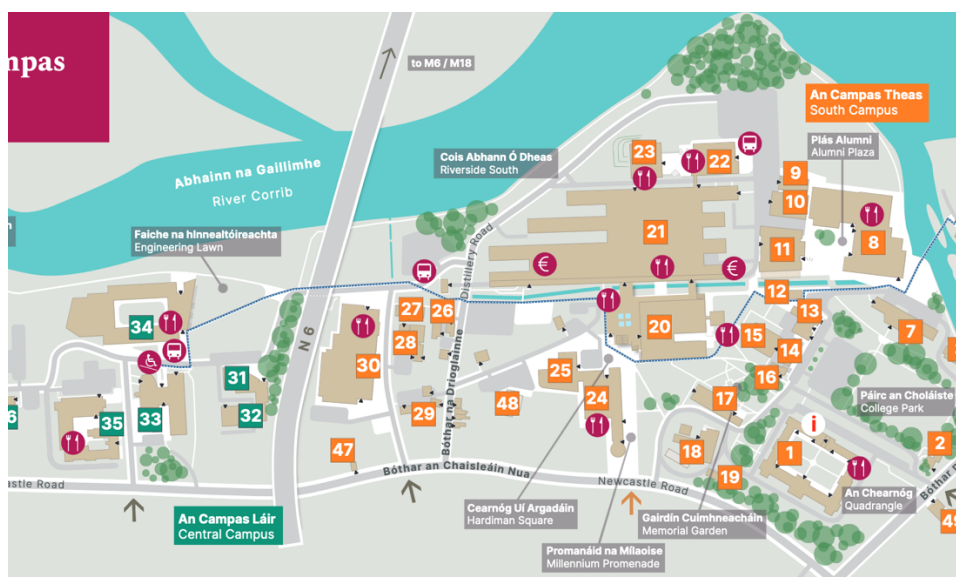 mpas
to M6 / M18
An Campas Theas
South Campus
Plás Alumni
Alumni Plaza
Cois Abhann Ó Dheas
Riverside South
Abhainn na Gaillimhe
River Corrib
Faiche na hInnealtóireachta
Engineering Lawn
23
22
9
10
21
11
8
€
€
12
13
7
Distillery Road
34
27
26
28
20
15
14
16
N6
30
31
32
33
35
6
25
24
48
29
17
18
19
1
i
2
47
Páirc an Choláiste
College Park
Bóthar na Drioglainne
Bóthar an Chaisleáin Nua
Newcastle Road
castle Road
An Chearnóg
Quadrangle
Cearnóg Uí Argadáin
Hardiman Square
Gairdín Cuimhneacháin
Memorial Garden
Promanáid na Mílaoise
Millennium Promenade
An Campas Láir
Central Campus
Bóthar n
49